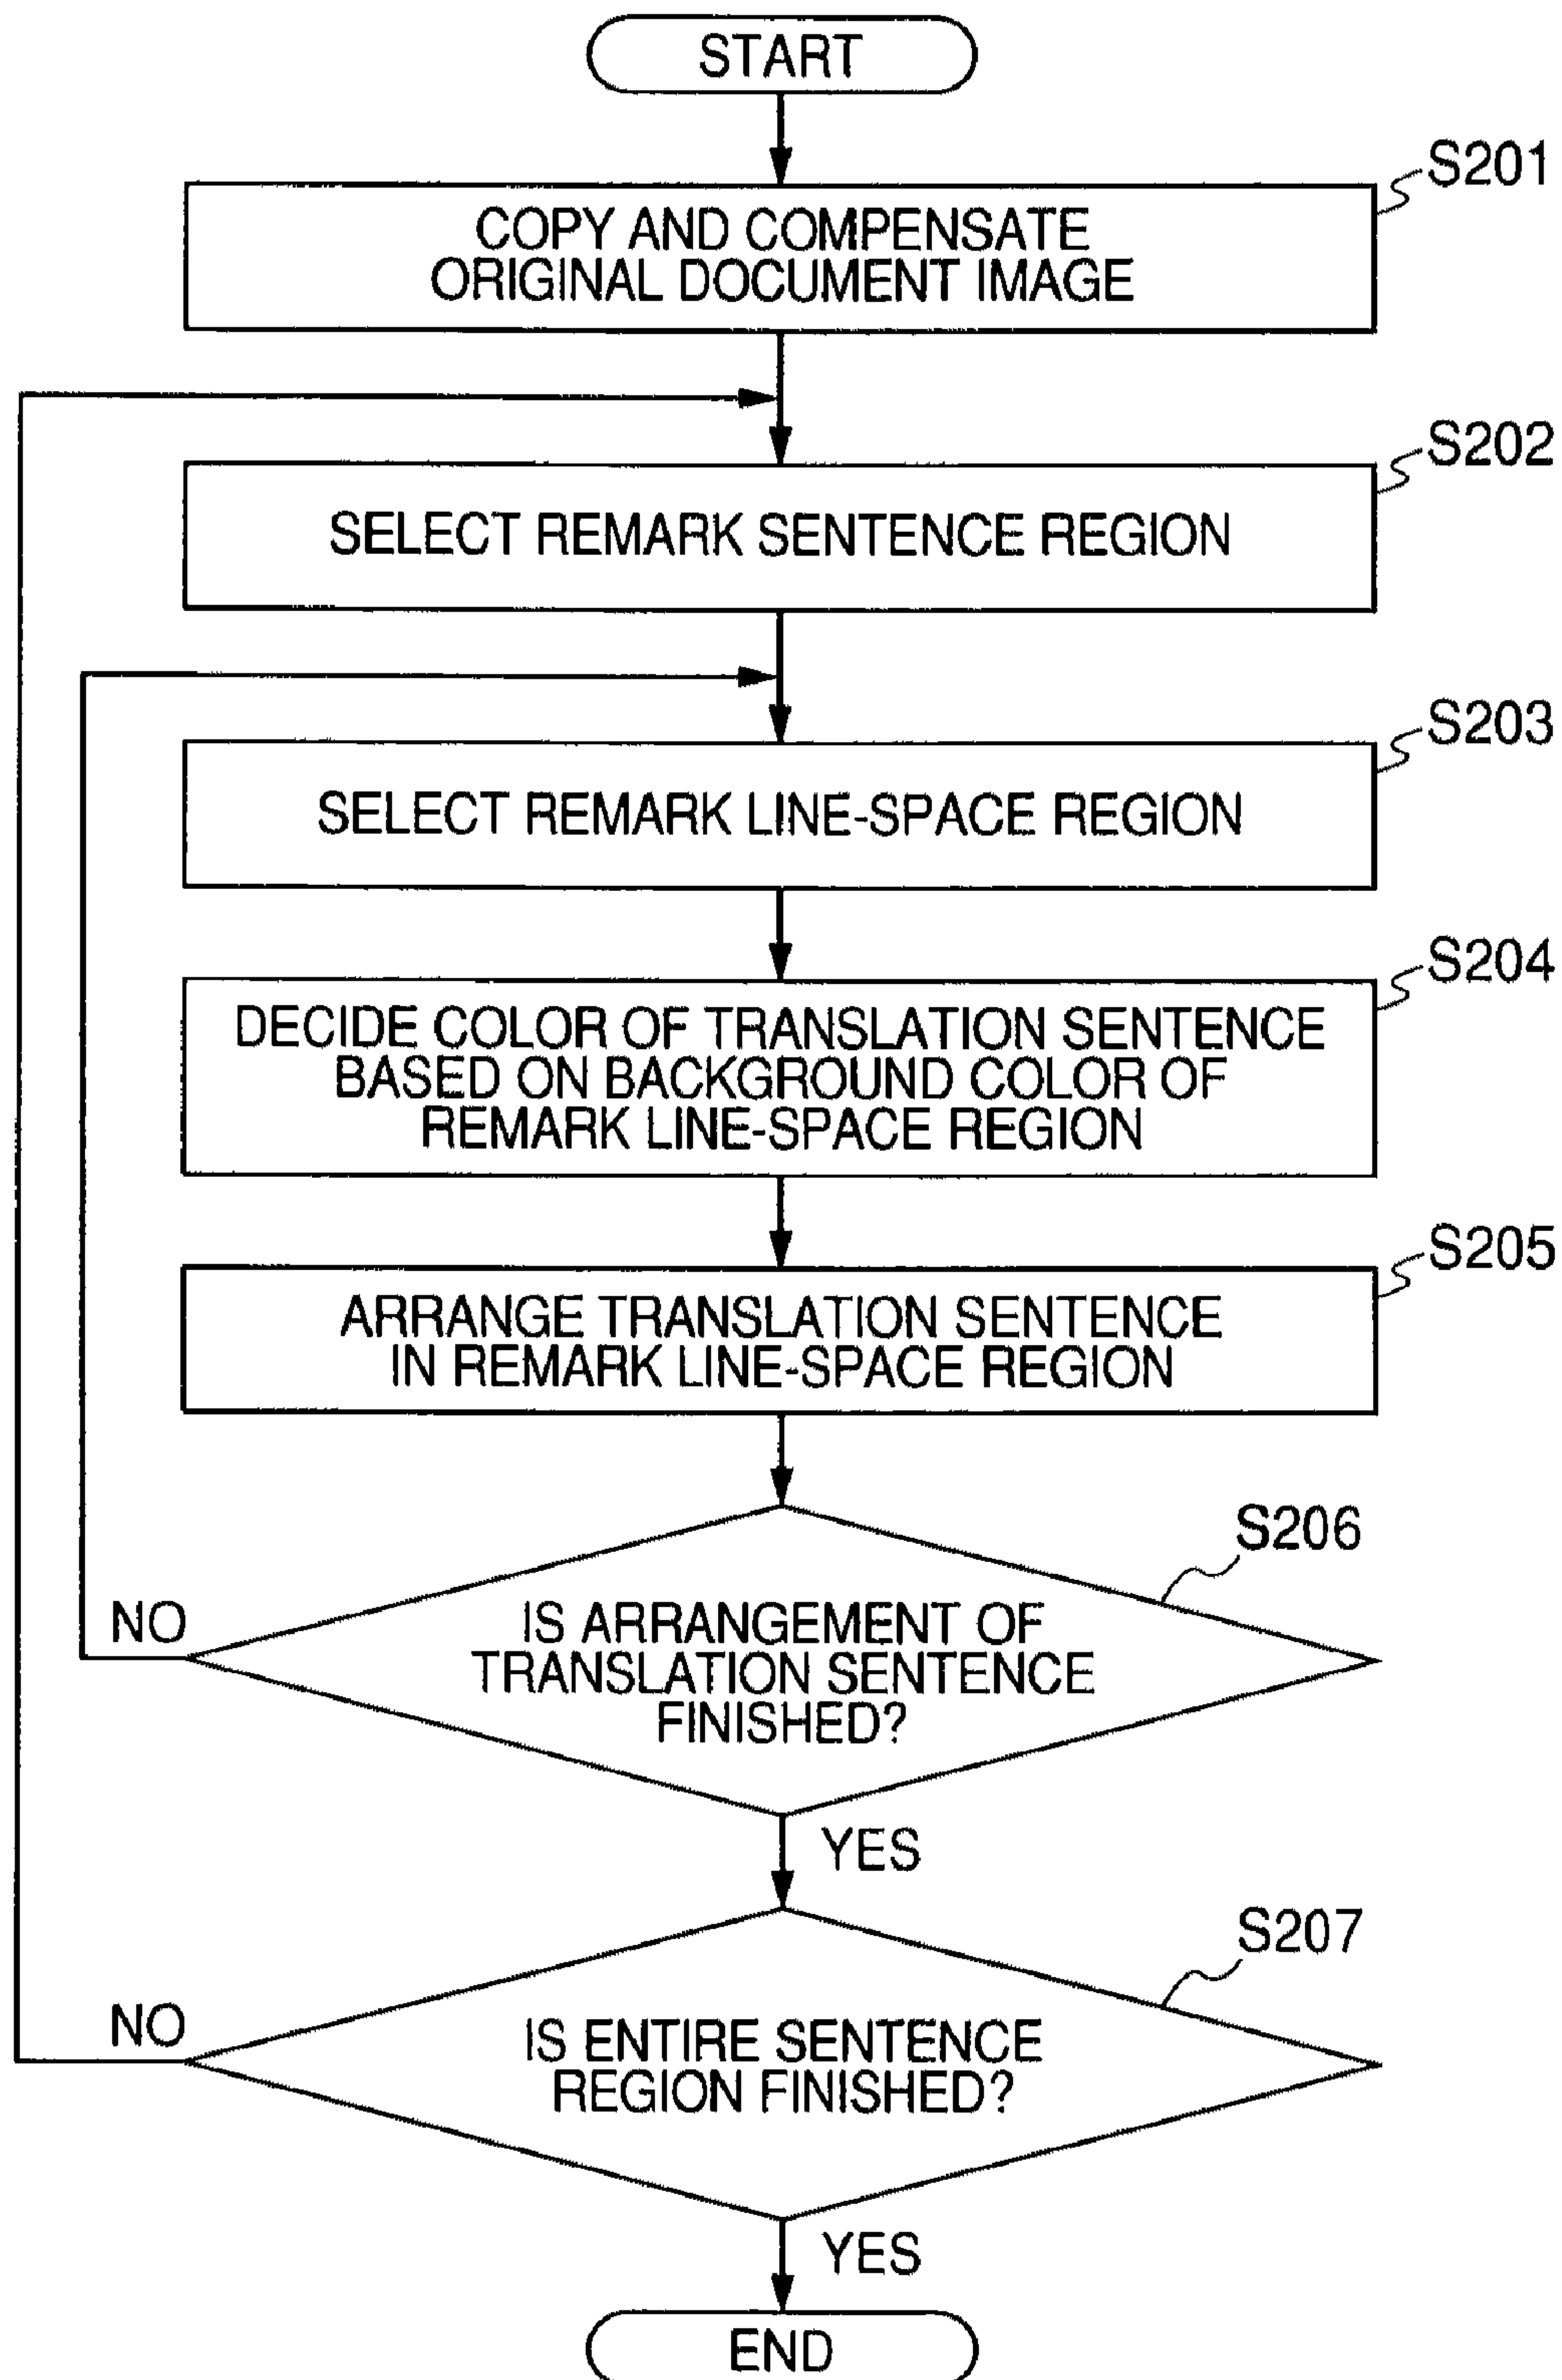 START
S201
COPY AND COMPENSATE
ORIGINAL DOCUMENT IMAGE
S202
SELECT REMARK SENTENCE REGION
S203
SELECT REMARK LINE-SPACE REGION
S204
DECIDE COLOR OF TRANSLATION SENTENCE
BASED ON BACKGROUND COLOR OF
REMARK LINE-SPACE REGION
S205
ARRANGE TRANSLATION SENTENCE
IN REMARK LINE-SPACE REGION
S206
NO
IS ARRANGEMENT OF
TRANSLATION SENTENCE
FINISHED?
YES
S207
NO
IS ENTIRE SENTENCE
REGION FINISHED?
YES
END